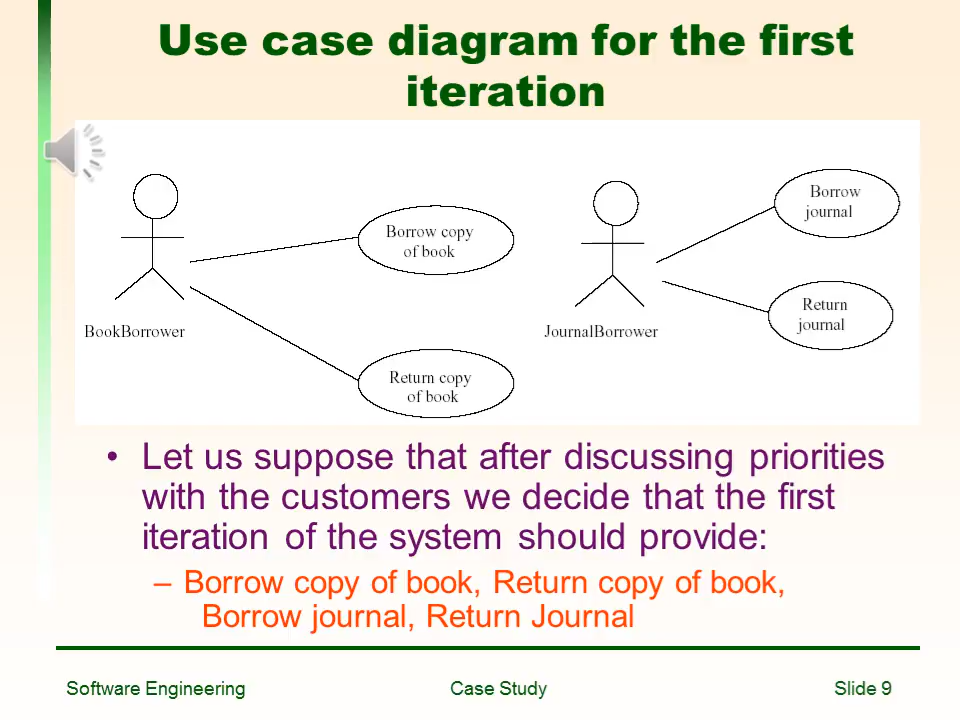 Use case diagram for the first
iteration
Borrow copy
of book
Return copy
of book
BookBorrower
Borrow
journal
Return
journal
JournalBorrower
• Let us suppose that after discussing priorities
with the customers we decide that the first
iteration of the system should provide:
– Borrow copy of book, Return copy of book,
Borrow journal, Return Journal
Software Engineering
Case Study
Slide 9